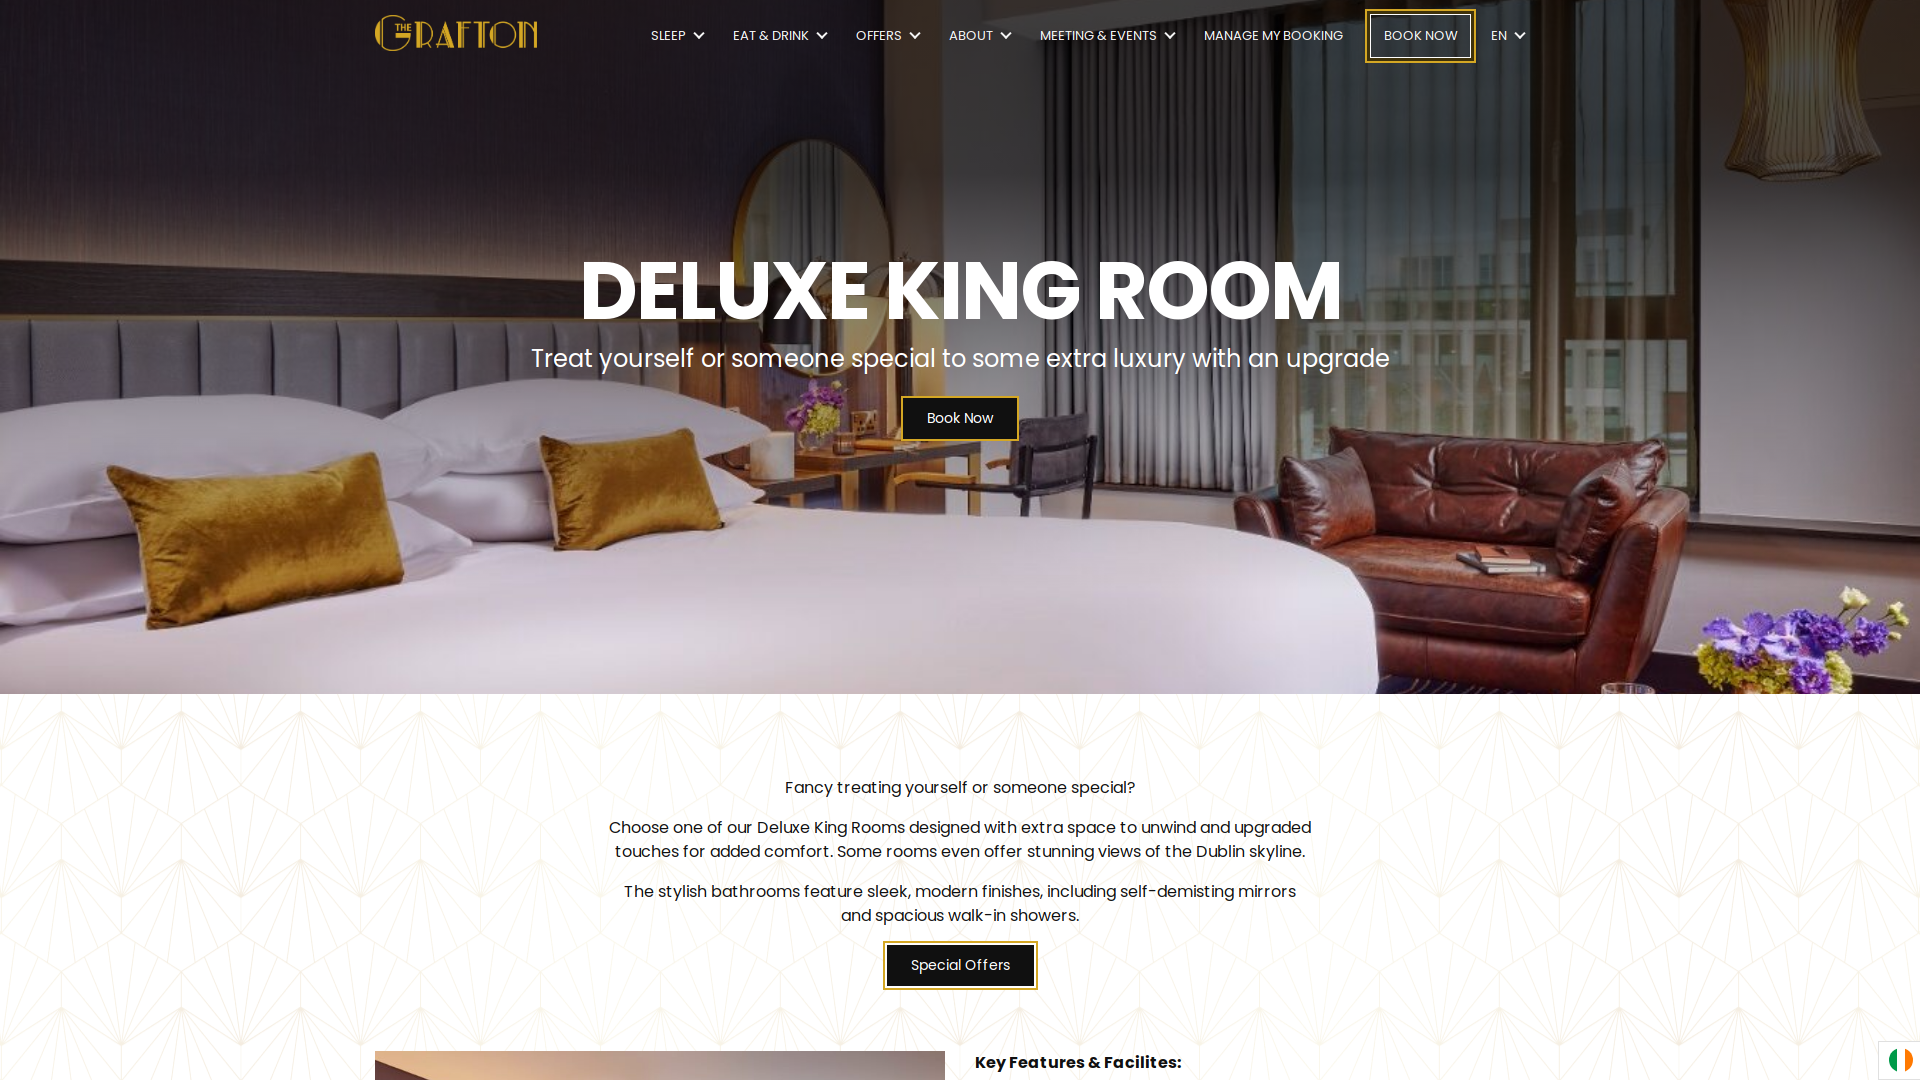 THE GRAFTON
SLEEP
EAT & DRINK
OFFERS
ABOUT
MEETING & EVENTS
MANAGE MY BOOKING
BOOK NOW
EN
DELUXE KING ROOM
Treat yourself or someone special to some extra luxury with an upgrade
Book Now
Fancy treating yourself or someone special?
Choose one of our Deluxe King Rooms designed with extra space to unwind and upgraded
touches for added comfort. Some rooms even offer stunning views of the Dublin skyline.
The stylish bathrooms feature sleek, modern finishes, including self-demisting mirrors
and spacious walk-in showers.
Special Offers
Key Features & Facilites: